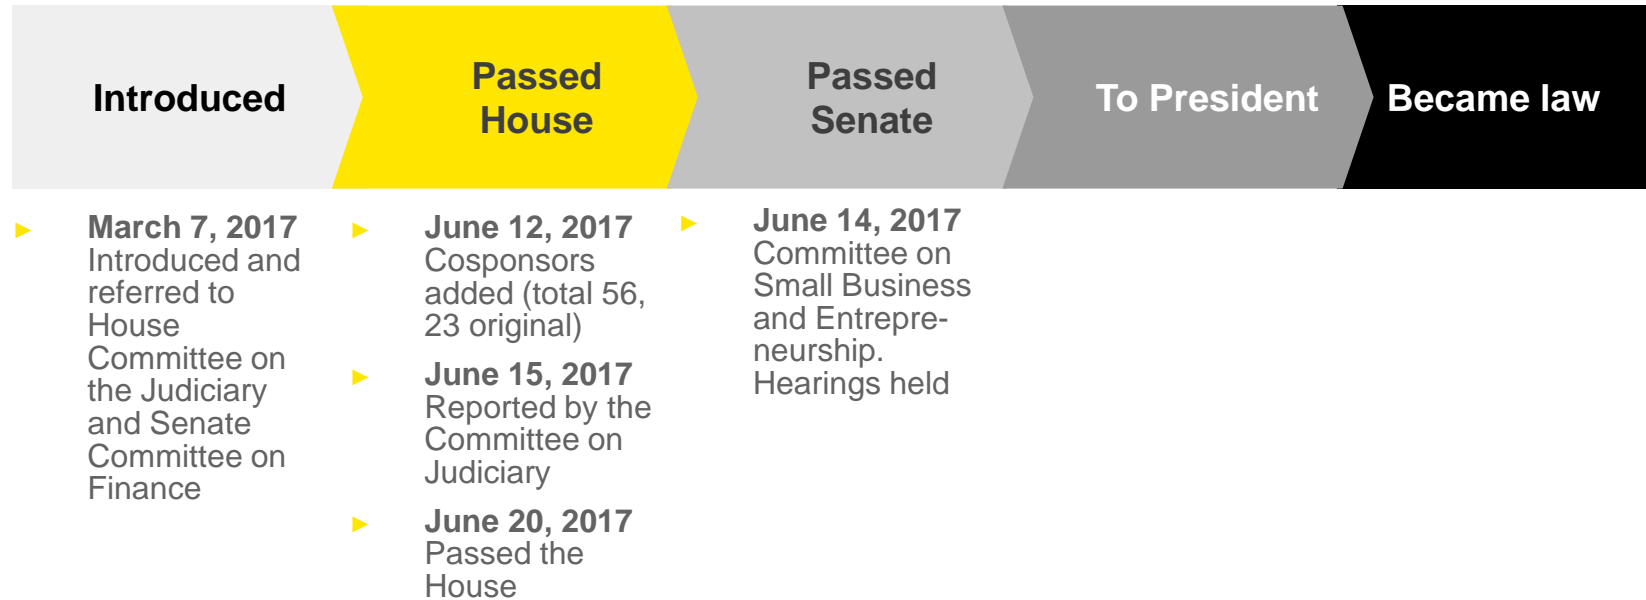 Introduced
Passed
House
Passed
Senate
To President
Became law
► March 7, 2017
Introduced and
referred to
House
Committee on
the Judiciary
and Senate
Committee on
Finance
► June 12, 2017
Cosponsors
added (total 56,
23 original)
► June 15, 2017
Reported by the
Committee on
Judiciary
► June 20, 2017
Passed the
House
► June 14, 2017
Committee on
Small Business
and Entrepre-
neurship.
Hearings held